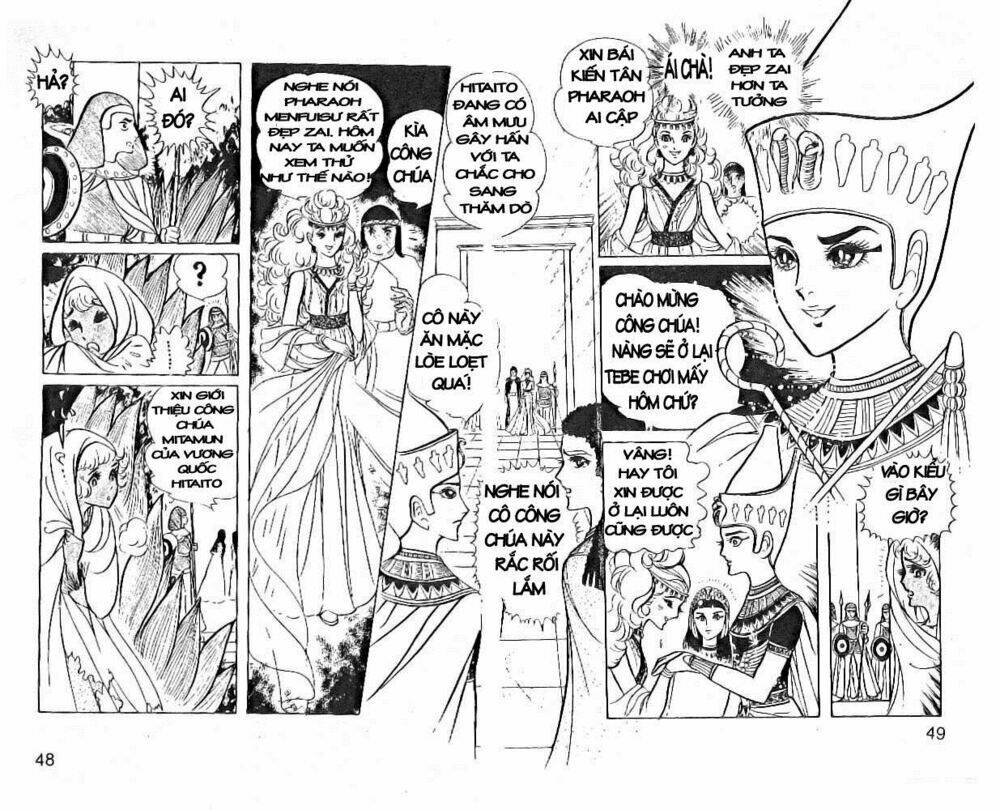 HẢ?
AI
ĐÓ?
?
XIN GIỚI
THIỆU CÔNG
CHÚA
MITAMUN
CỦA VƯƠNG
QUỐC
HITAITO
NGHE NÓI
PHARAOH
MENFUISƯ RẤT
ĐẸP ZAI. HÔM
NAY TA MUỐN
XEM THỬ
NHƯ THẾ NÀO!
KÌA
CÔNG
CHÚA
HITAITO
ĐANG CÓ
ÂM MƯU
GÂY HẤN
VỚI TA
CHẮC CHO
SANG
THĂM DÒ
CÔ NÀY
ĂN MẶC
LÒE LOẸT
QUÁ!
NGHE NÓI
CÔ CÔNG
CHÚA NÀY
RẮC RỐI
LẮM
48
XIN BÁI
KIẾN TÂN
PHARAOH
AI CẬP
ÁI CHÀ!
ANH TA
ĐẸP ZAI
HƠN TA
TƯỞNG
CHÀO MỪNG
CÔNG CHÚA!
NÀNG SẼ Ở LẠI
TEBE CHƠI MẤY
HÔM CHỨ?
VÂNG!
HAY TÔI
XIN ĐƯỢC
Ở LẠI LUÔN
CŨNG ĐƯỢC
VÀO KIỂU
GÌ BÂY
GIỜ?
49